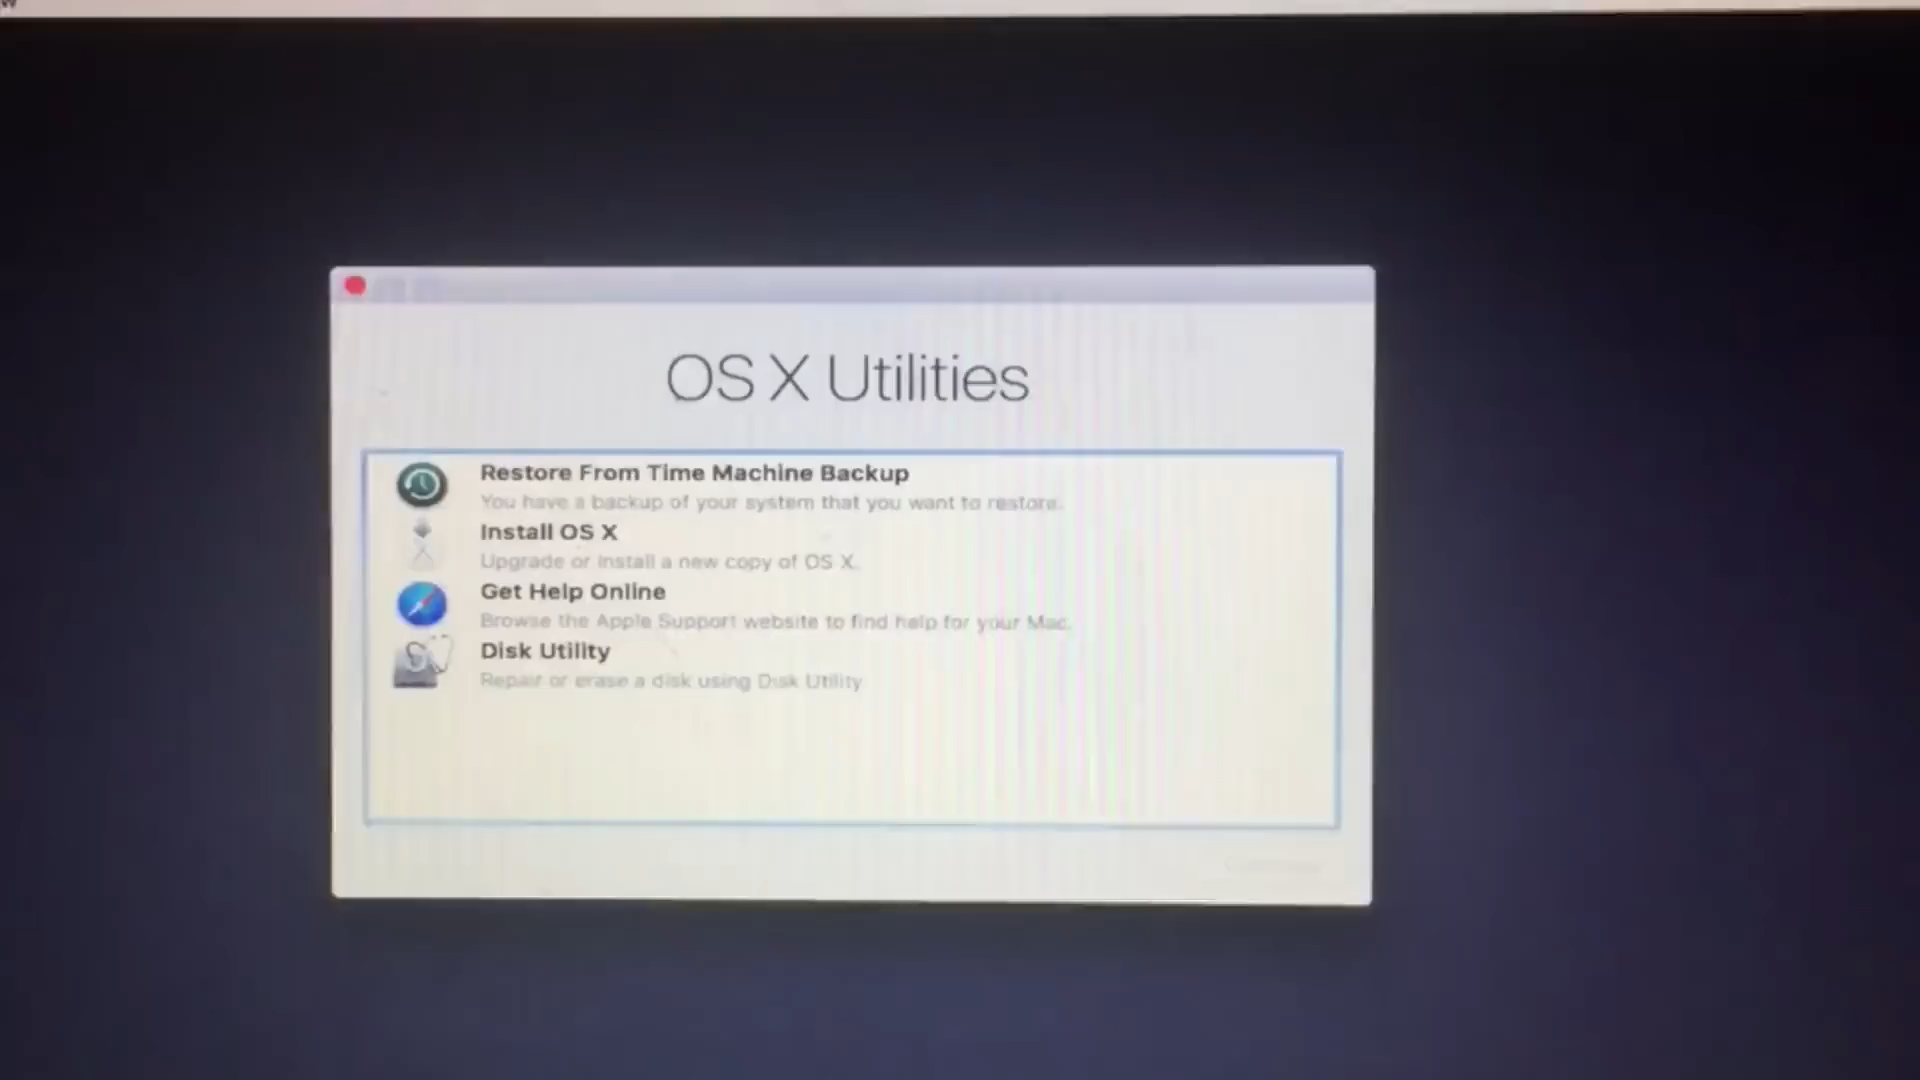 OS X Utilities
Restore From Time Machine Backup
You have a backup of your system that you want to restore.
Install OS X
Upgrade or install a new copy of OS X.
Get Help Online
Browse the Apple Support website to find help for your Mac.
Disk Utility
Repair or erase a disk using Disk Utility